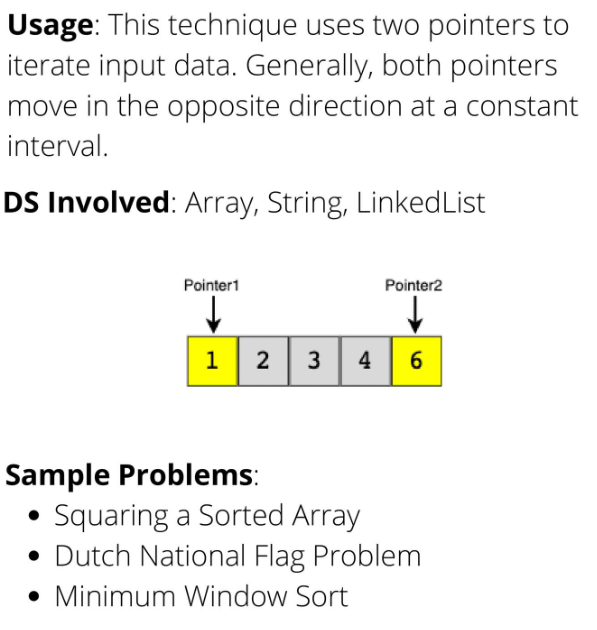 Usage: This technique uses two pointers to
iterate input data. Generally, both pointers
move in the opposite direction at a constant
interval.
DS Involved: Array, String, LinkedList
Pointer1 Pointer2
1 2 3 4 6
Sample Problems:
• Squaring a Sorted Array
• Dutch National Flag Problem
• Minimum Window Sort